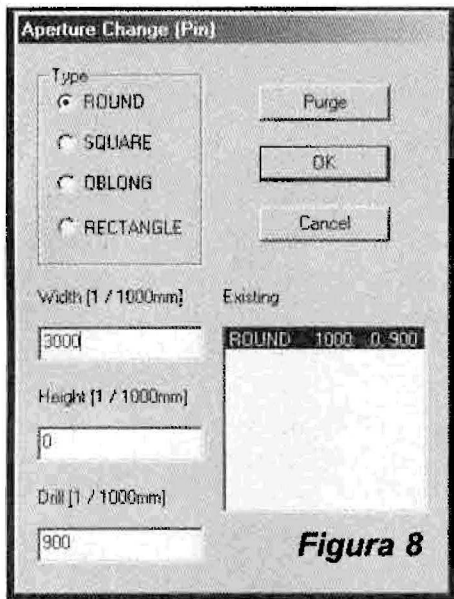 Aperture Change (Pin)
Type
ROUND
SQUARE
OBLONG
RECTANGLE
Purge
OK
Cancel
Width [1 / 1000mm]
3000
Height [1 / 1000mm]
0
Drill [1 / 1000mm]
900
Existing
ROUND 1000 0 900
Figura 8